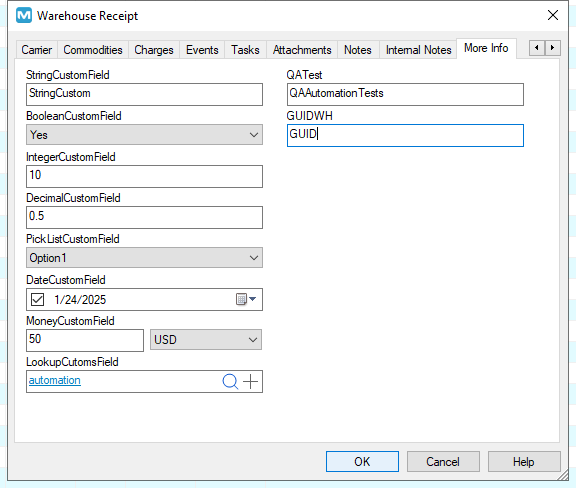 Warehouse Receipt
Carrier Commodities Charges Events Tasks Attachments Notes Internal Notes More Info
StringCustomField
StringCustom
BooleanCustomField
Yes
IntegerCustomField
10
DecimalCustomField
0.5
PickListCustomField
Option1
DateCustomField
1/24/2025
MoneyCustomField
50 USD
LookupCutomsField
automation
QATest
QAAutomationTests
GUIDWH
GUID
OK Cancel Help